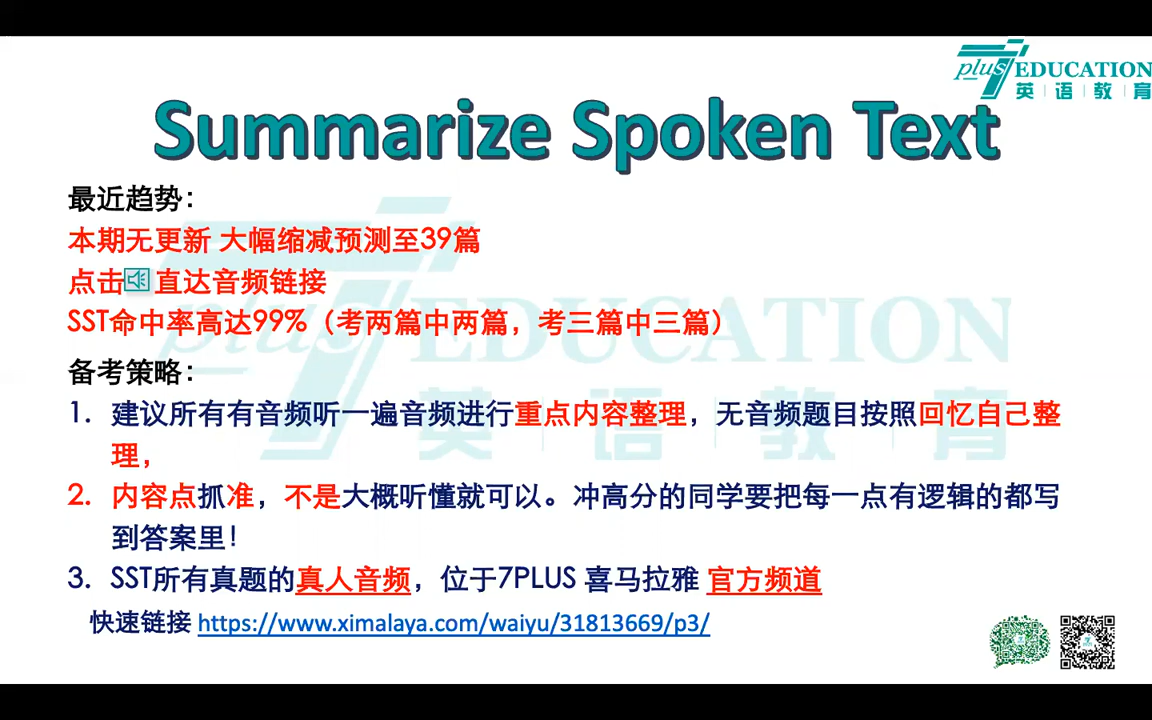 plus 7 EDUCATION
英 | 语 | 教 | 育
Summarize Spoken Text
最近趋势：
本期无更新 大幅缩减预测至39篇
点击直达音频链接
SST命中率高达99%（考两篇中两篇，考三篇中三篇）
备考策略：
1. 建议所有有音频听一遍音频进行重点内容整理，无音频题目按照回忆自己整
理，
2. 内容点抓准，不是大概听懂就可以。冲高分的同学要把每一点有逻辑的都写
到答案里！
3. SST所有真题的真人音频，位于7PLUS 喜马拉雅 官方频道
快速链接 https://www.ximalaya.com/waiyu/31813669/p3/
plus 7 EDUCATION
英 | 语 | 教 | 育